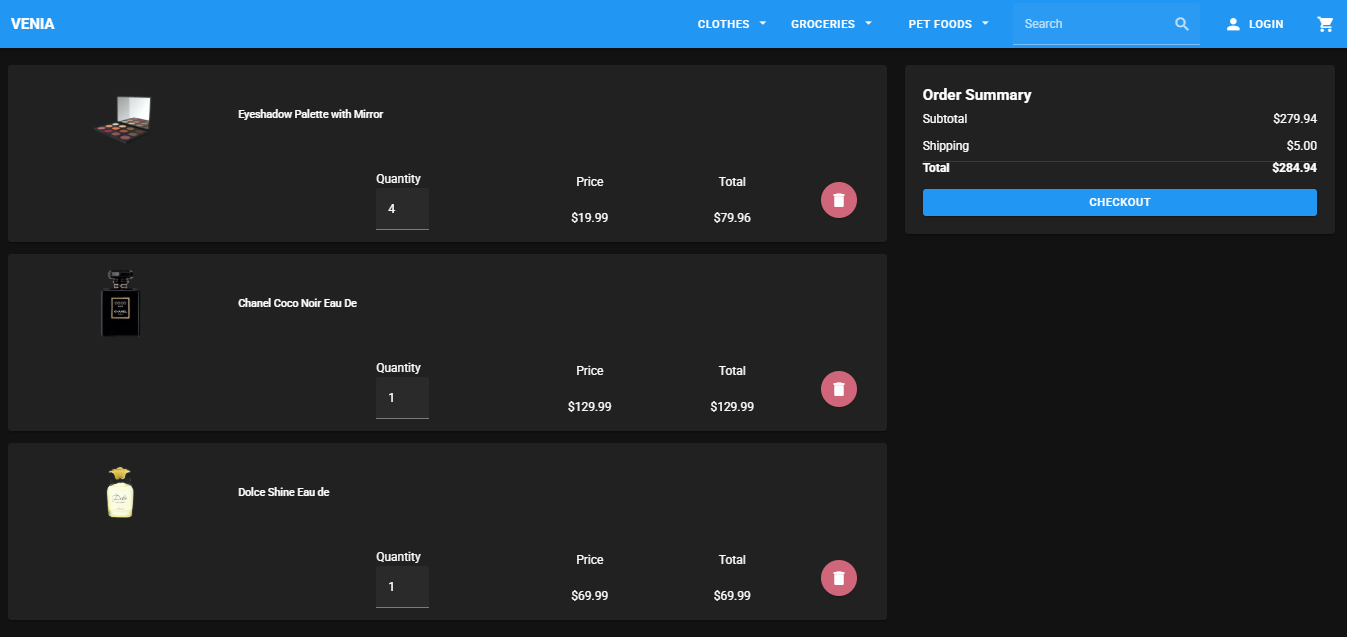 VENIA
CLOTHES
GROCERIES
PET FOODS
Search
LOGIN
Eyeshadow Palette with Mirror
Quantity
4
Price
$19.99
Total
$79.96
Chanel Coco Noir Eau De
COCO
CHANEL
Quantity
1
Price
$129.99
Total
$129.99
Dolce Shine Eau de
Quantity
1
Price
$69.99
Total
$69.99
Order Summary
Subtotal $279.94
Shipping $5.00
Total $284.94
CHECKOUT